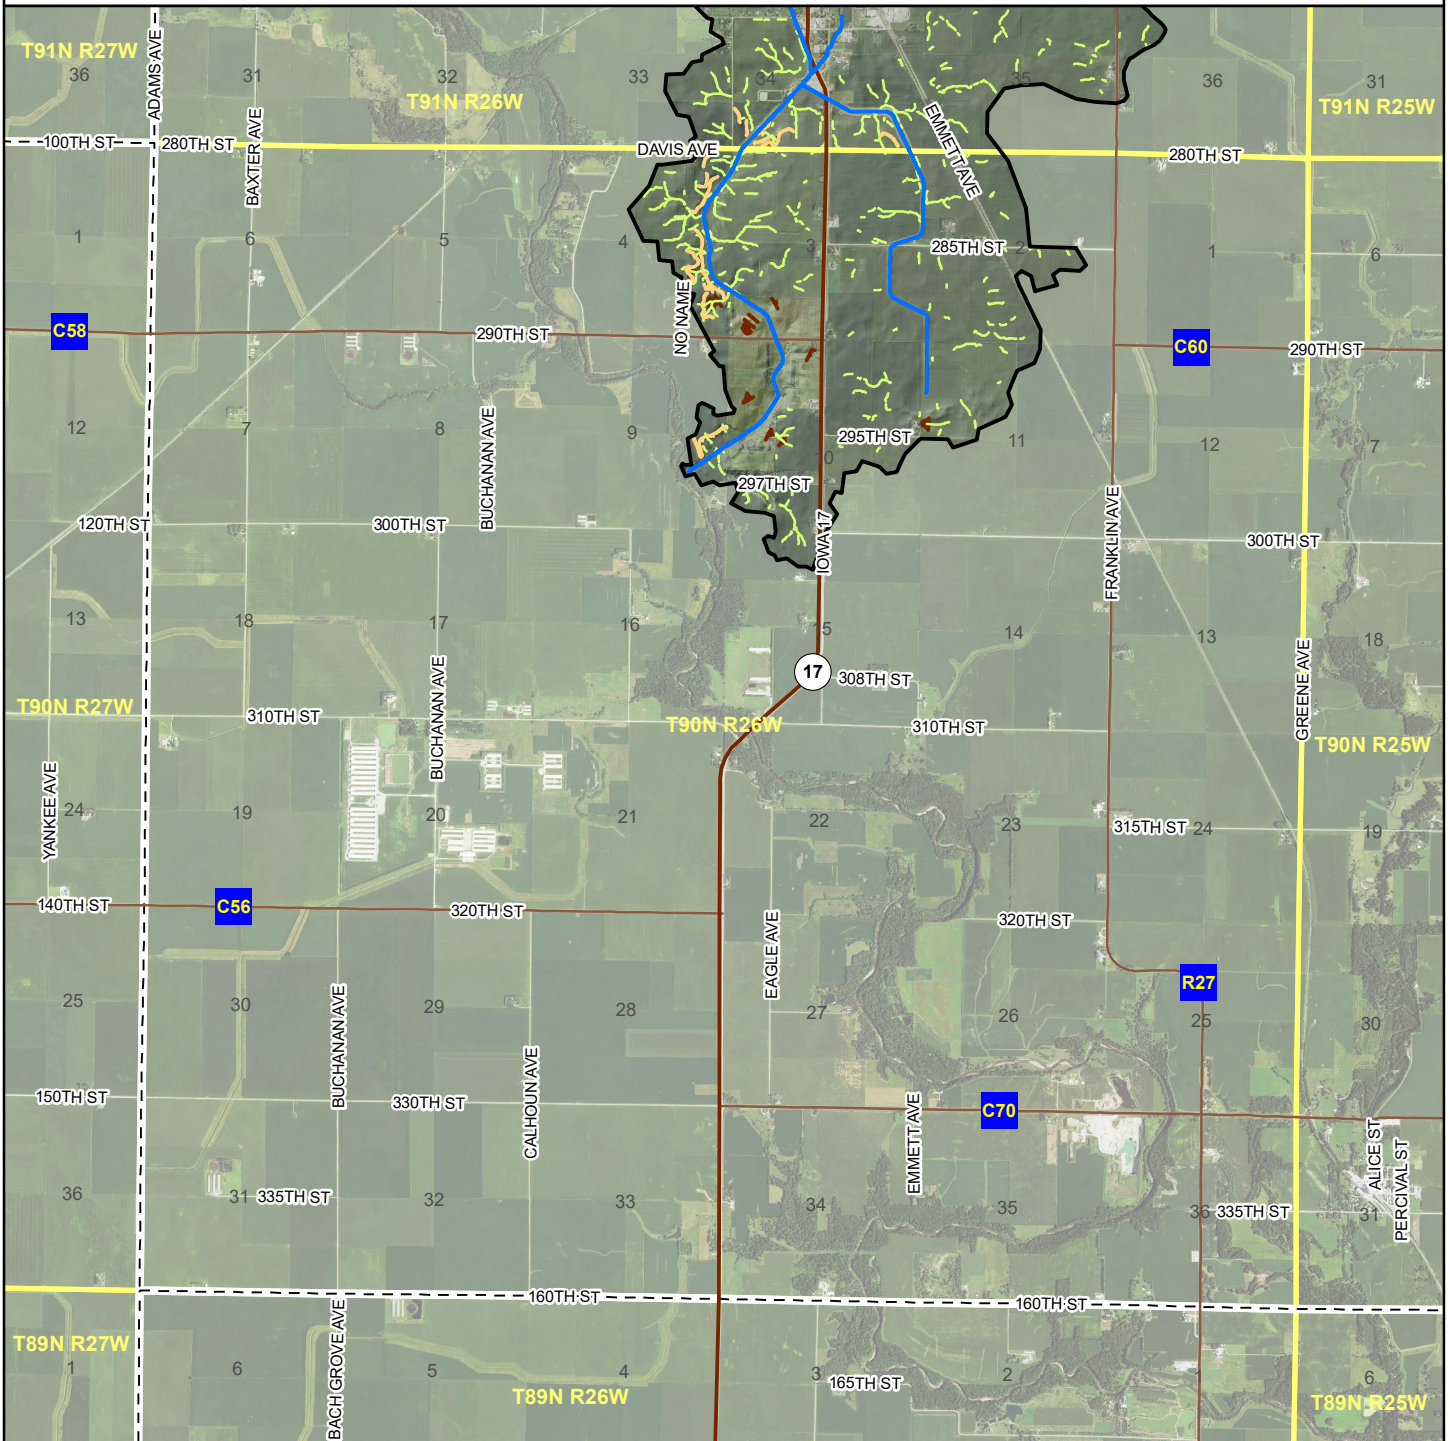 T91N R27W
36
ADAMS AVE
31
32
T91N R26W
33
34
35
36
31
T91N R25W
100TH ST
280TH ST
BAXTER AVE
DAVIS AVE
EMMETT AVE
280TH ST
1
6
5
4
3
285TH ST
2
1
6
C58
290TH ST
NO NAME
C60
290TH ST
12
7
8
BUCHANAN AVE
9
10
295TH ST
11
12
7
297TH ST
120TH ST
300TH ST
IOWA 17
FRANKLIN AVE
300TH ST
13
18
17
16
15
14
13
18
BUCHANAN AVE
17
308TH ST
GREENE AVE
T90N R27W
310TH ST
T90N R26W
310TH ST
T90N R25W
YANKEE AVE
24
19
20
21
22
23
315TH ST
24
19
140TH ST
C56
320TH ST
EAGLE AVE
320TH ST
R27
25
30
BUCHANAN AVE
29
28
27
26
25
30
150TH ST
330TH ST
CALHOUN AVE
EMMETT AVE
C70
ALICE ST
PERCIVAL ST
36
31
335TH ST
32
33
34
35
36
335TH ST
31
160TH ST
160TH ST
T89N R27W
1
BACH GROVE AVE
6
5
4
T89N R26W
3
165TH ST
2
1
6
T89N R25W